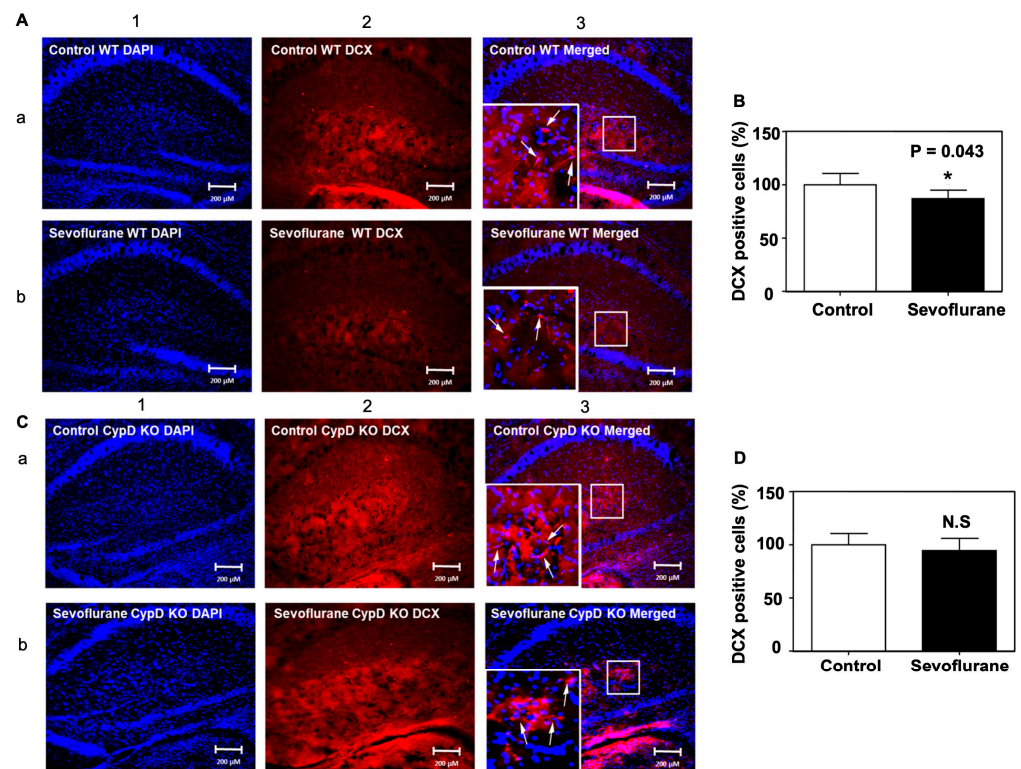 A
1 2 3
Control WT DAPI
Control WT DCX
Control WT Merged
a
200 µM
200 µM
200 µM
Sevoflurane WT DAPI
Sevoflurane WT DCX
Sevoflurane WT Merged
b
200 µM
200 µM
200 µM
B
DCX positive cells (%)
150
100
50
0
P = 0.043
*
Control
Sevoflurane
C
1 2 3
Control CypD KO DAPI
Control CypD KO DCX
Control CypD KO Merged
a
200 µM
200 µM
200 µM
Sevoflurane CypD KO DAPI
Sevoflurane CypD KO DCX
Sevoflurane CypD KO Merged
b
200 µM
200 µM
200 µM
D
DCX positive cells (%)
150
100
50
0
N.S
Control
Sevoflurane